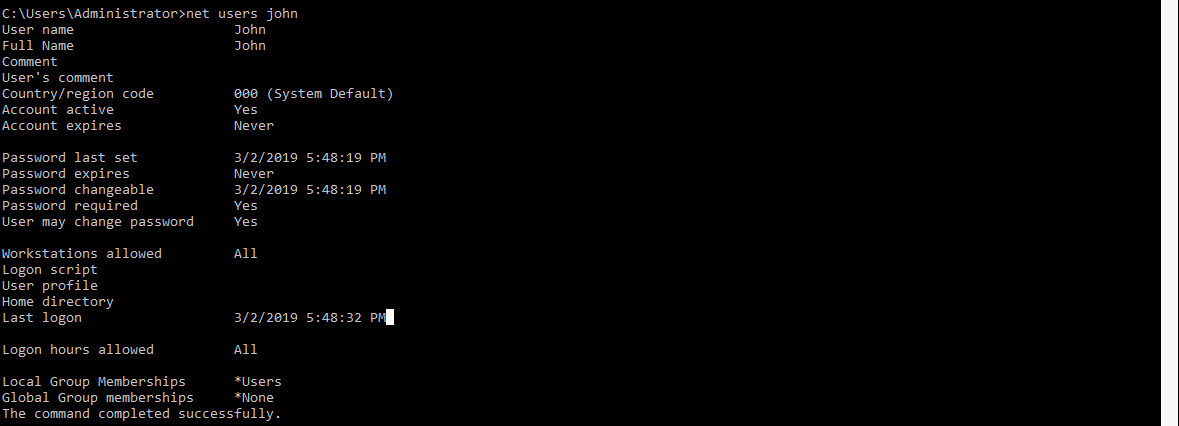 C:\Users\Administrator>net users john
User name                    John
Full Name                    John
Comment
User's comment
Country/region code          000 (System Default)
Account active               Yes
Account expires              Never

Password last set            3/2/2019 5:48:19 PM
Password expires             Never
Password changeable          3/2/2019 5:48:19 PM
Password required            Yes
User may change password     Yes

Workstations allowed         All
Logon script
User profile
Home directory
Last logon                   3/2/2019 5:48:32 PM

Logon hours allowed          All

Local Group Memberships      *Users
Global Group memberships     *None
The command completed successfully.